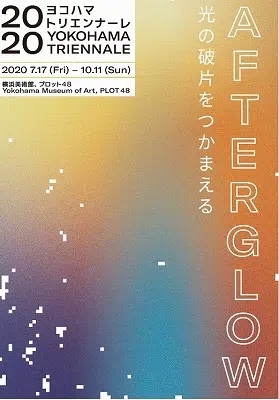 2020
ヨコハマ
トリエンナーレ
YOKOHAMA
TRIENNALE
2020 7.17 (Fri) – 10.11 (Sun)
横浜美術館、プロット48
Yokohama Museum of Art, PLOT 48
AFTERGLOW
光の破片をつかまえる